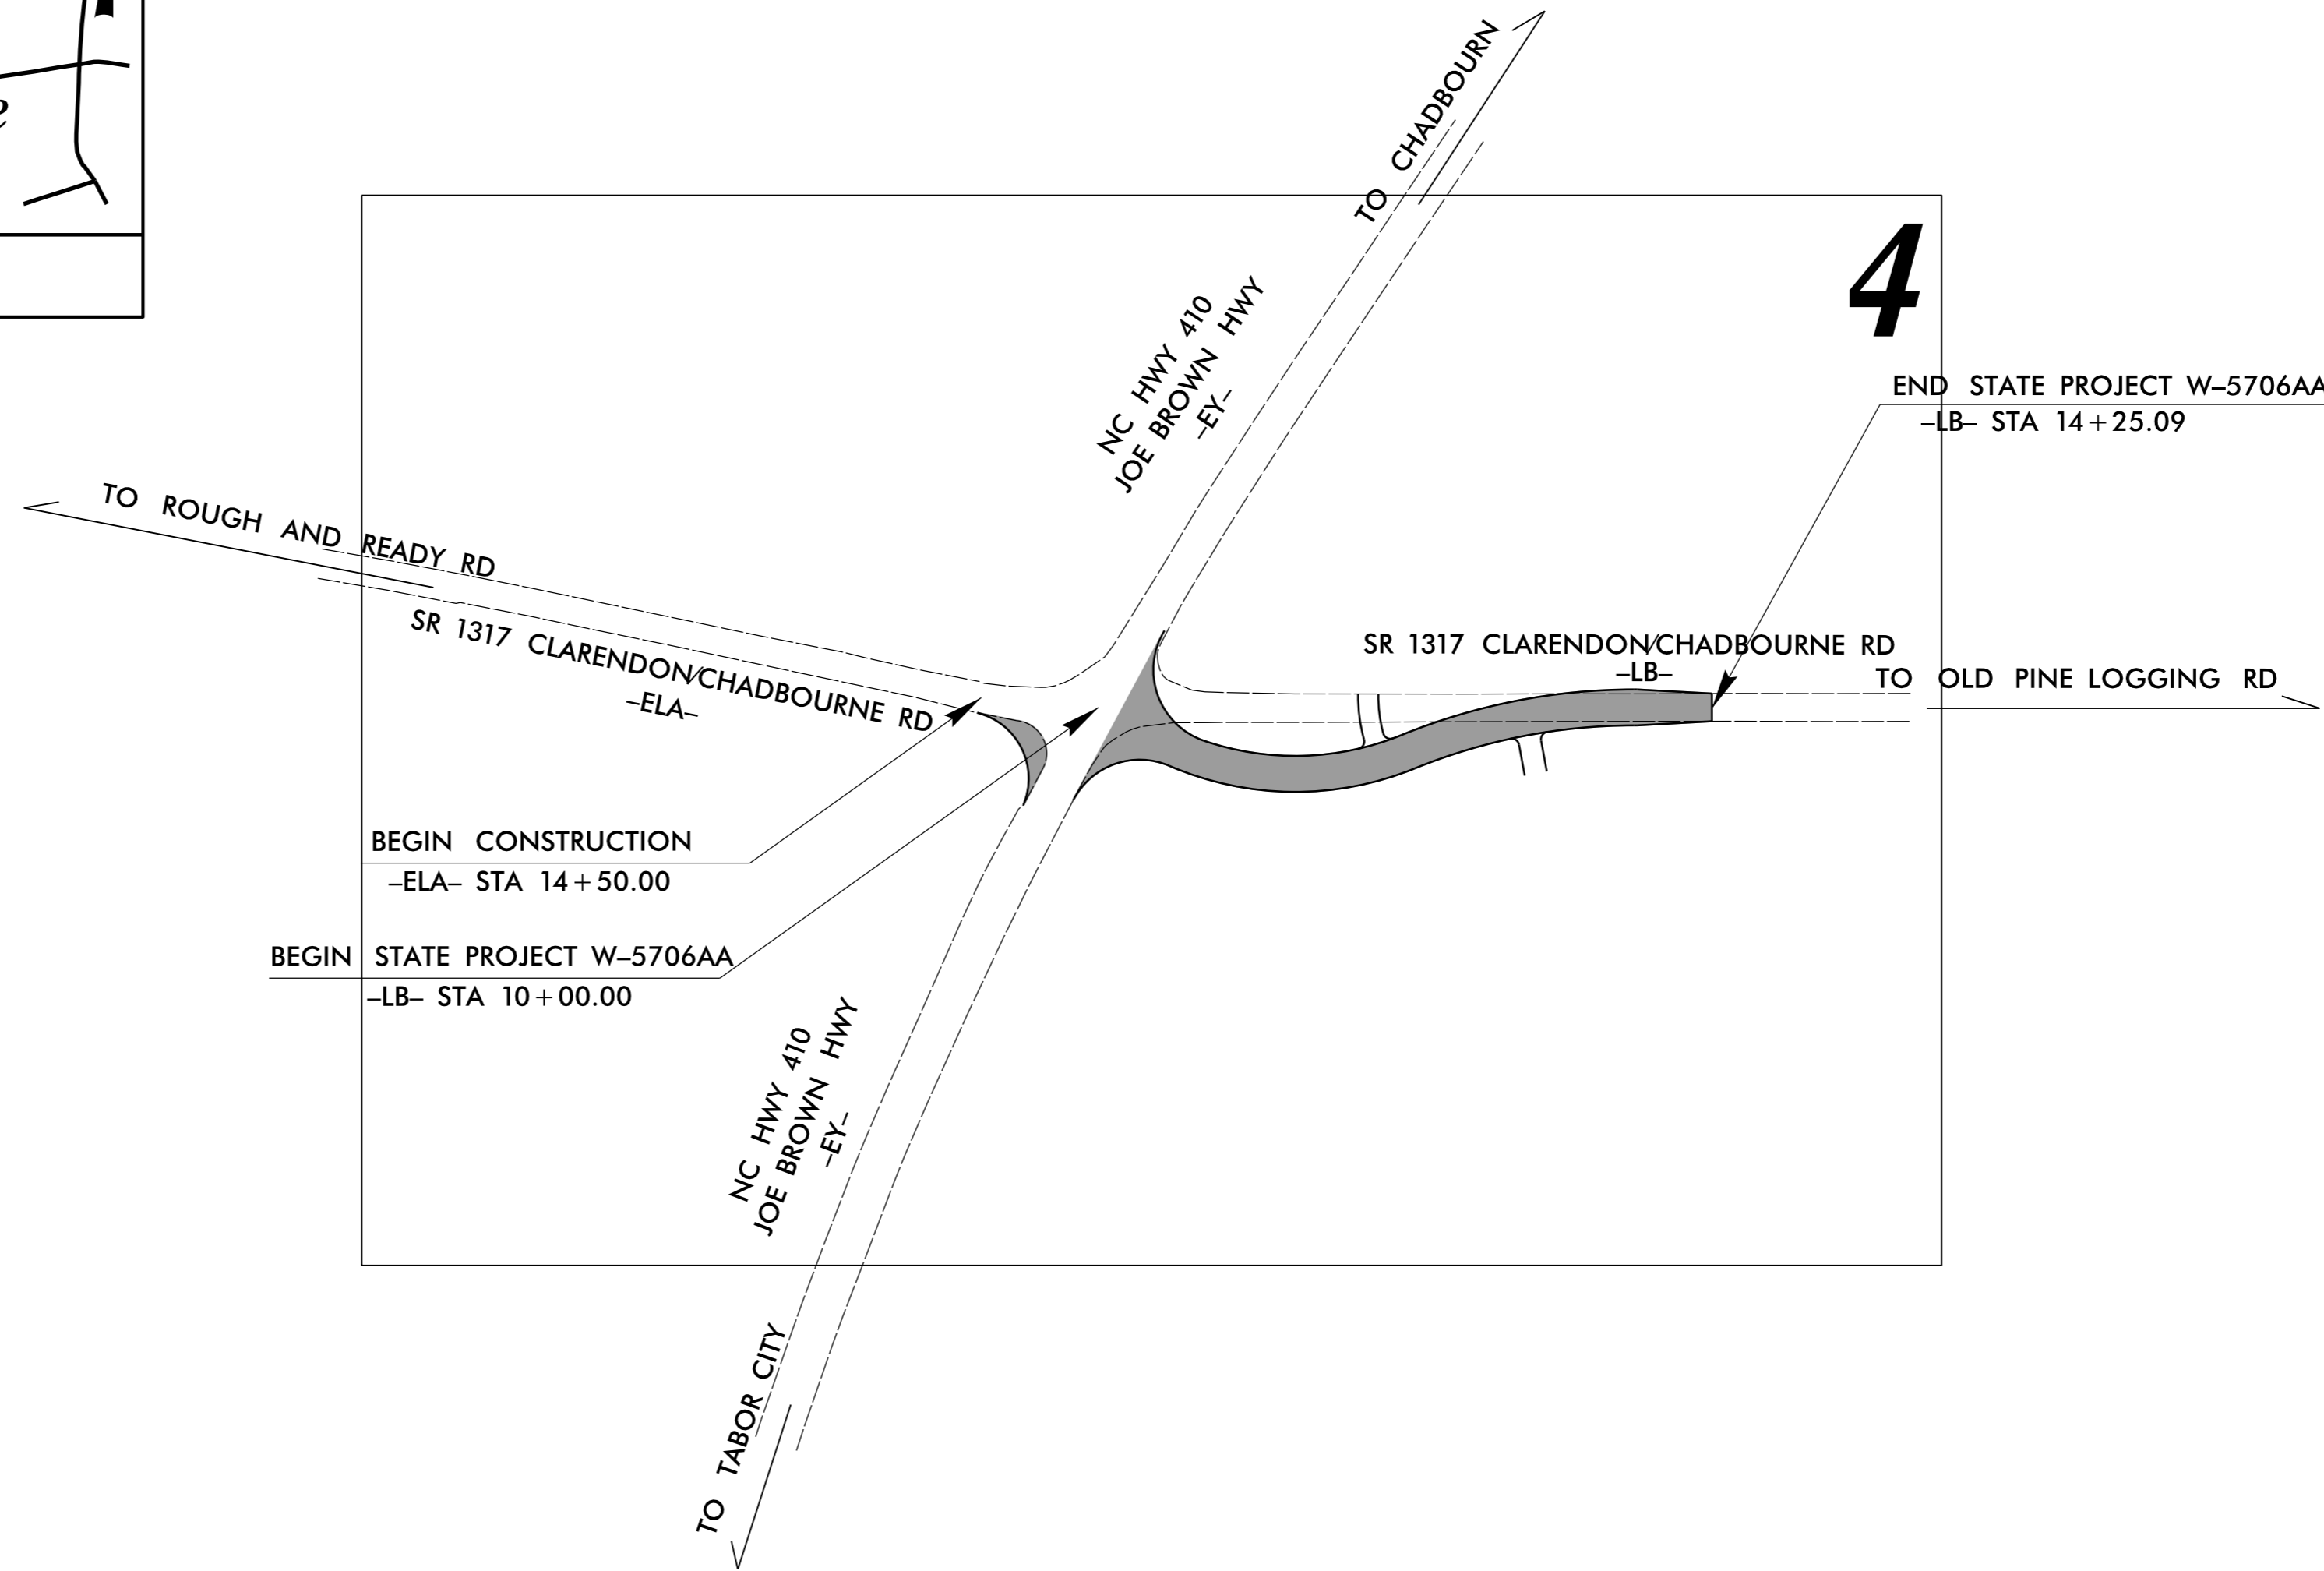 TO CHADBOURN
4
NC HWY 410
JOE BROWN HWY
–EY–
END STATE PROJECT W–5706AA
–LB– STA 14+25.09
TO ROUGH AND READY RD
SR 1317 CLARENDON/CHADBOURNE RD
–ELA–
SR 1317 CLARENDON/CHADBOURNE RD
–LB–
TO OLD PINE LOGGING RD
BEGIN CONSTRUCTION
–ELA– STA 14+50.00
BEGIN STATE PROJECT W–5706AA
–LB– STA 10+00.00
NC HWY 410
JOE BROWN HWY
–EY–
TO TABOR CITY